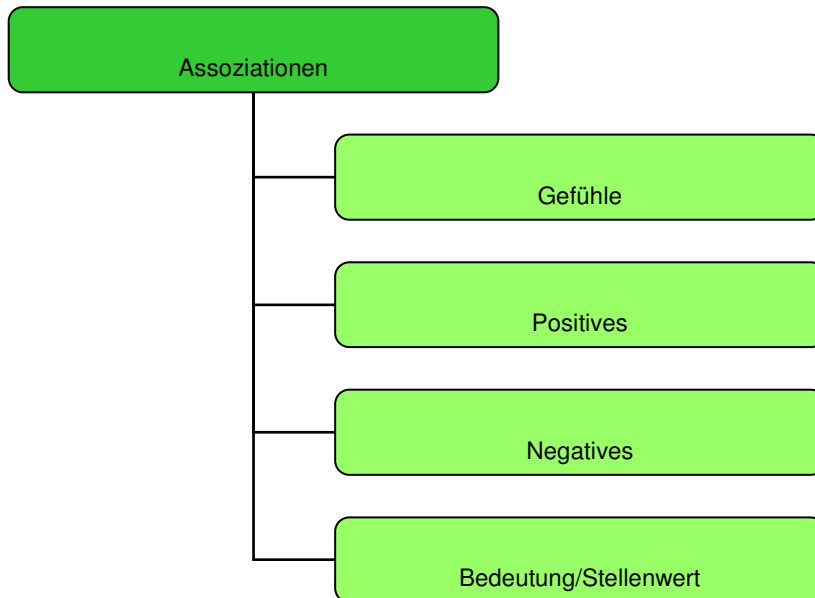 Assoziationen
Gefühle
Positives
Negatives
Bedeutung/Stellenwert